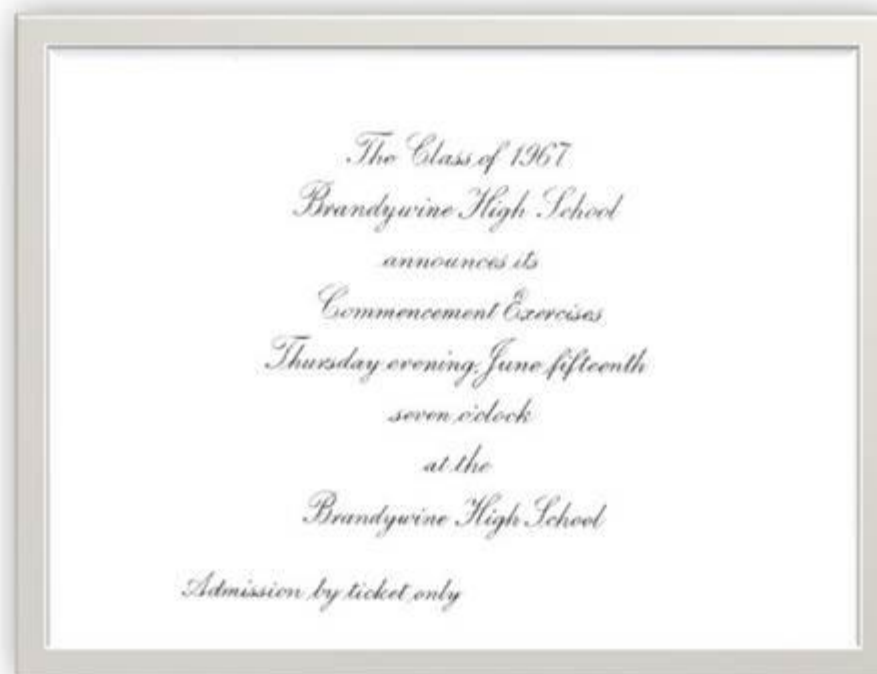 The Class of 1967
Brandywine High School
announces its
Commencement Exercises
Thursday evening, June fifteenth
seven o'clock
at the
Brandywine High School
Admission by ticket only